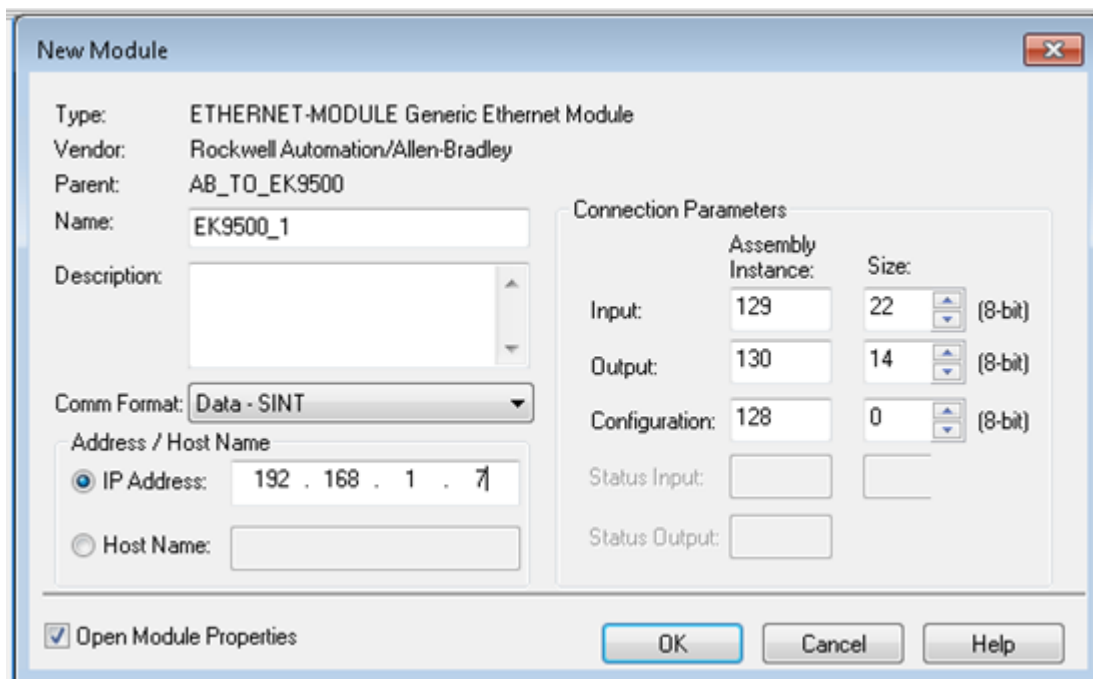 New Module
Type: ETHERNET-MODULE Generic Ethernet Module
Vendor: Rockwell Automation/Allen-Bradley
Parent: AB_TO_EK9500
Name: EK9500_1
Description:
Comm Format: Data - SINT
Address / Host Name
IP Address: 192 . 168 . 1 . 7
Host Name:
Connection Parameters
Assembly
Instance: Size:
Input: 129 22 (8-bit)
Output: 130 14 (8-bit)
Configuration: 128 0 (8-bit)
Status Input:
Status Output:
Open Module Properties
OK Cancel Help